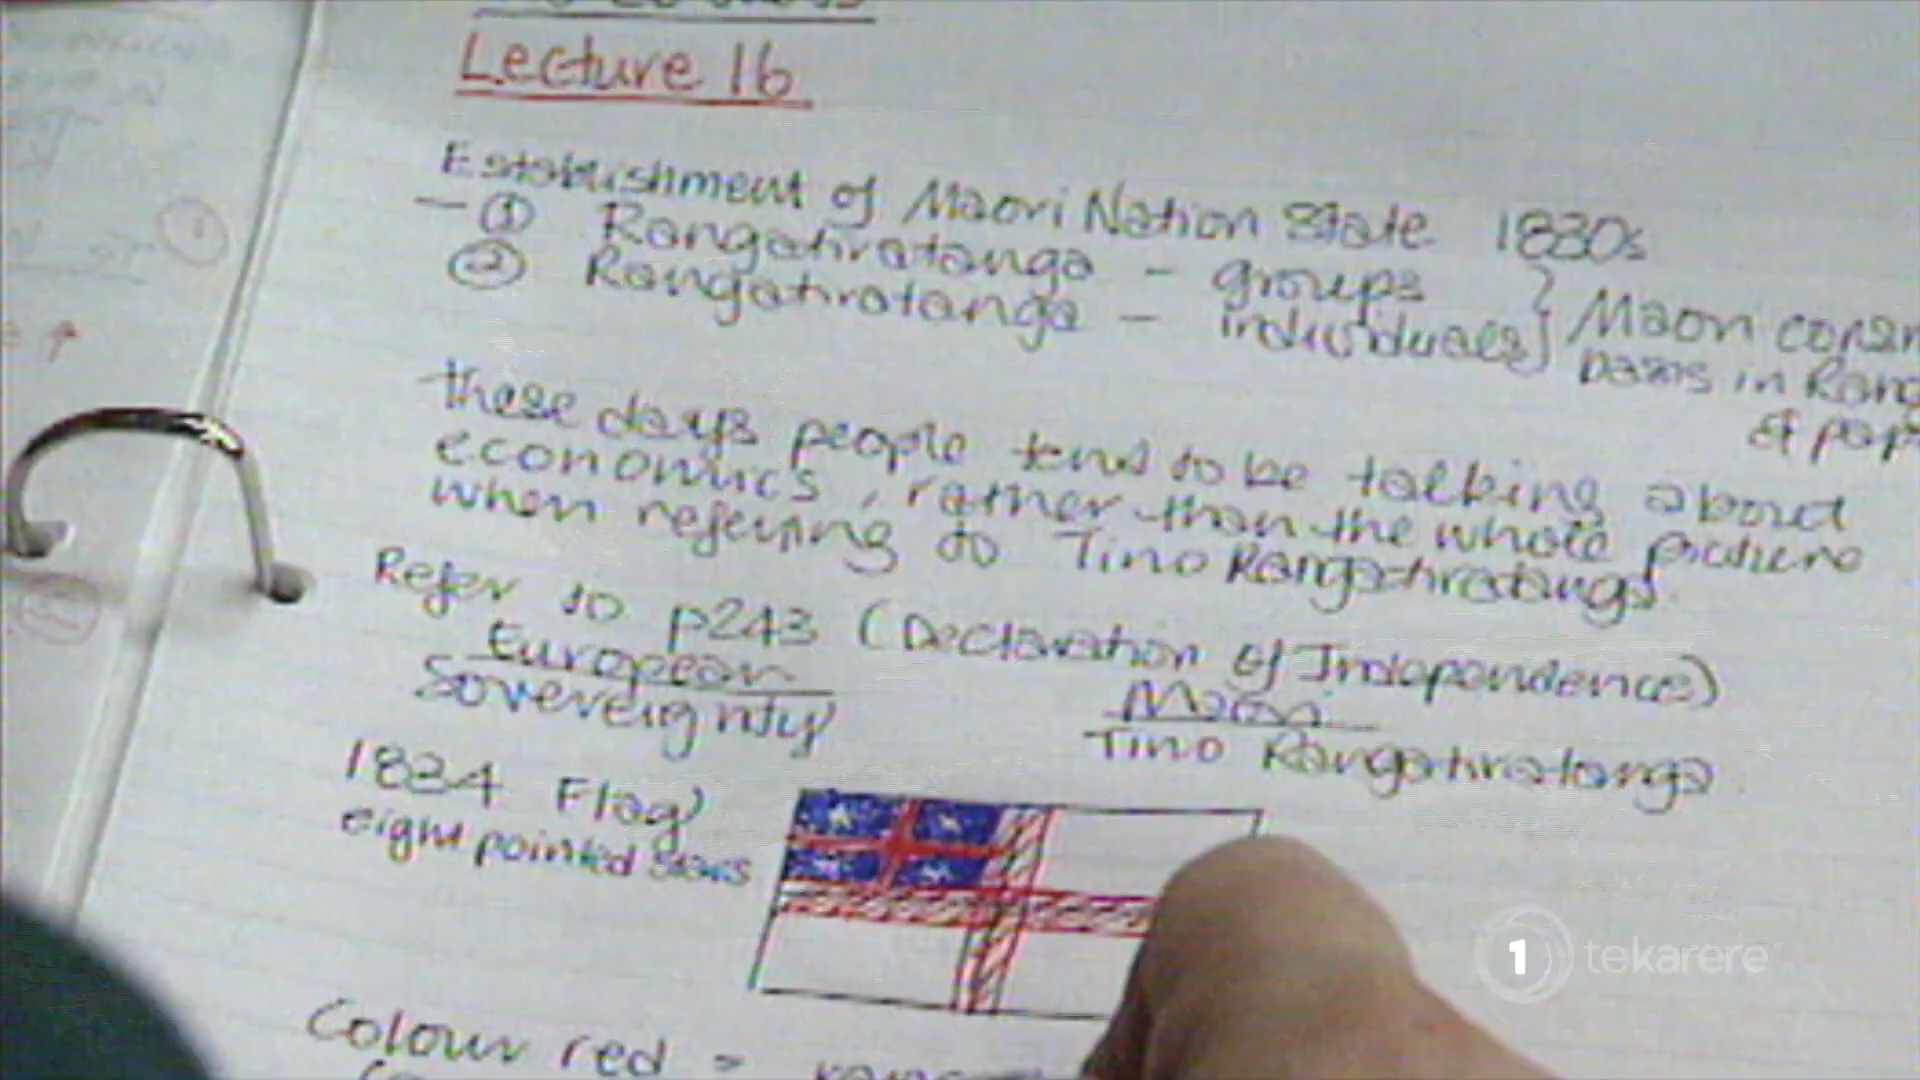 Lecture 16
Establishment of Maori Nation State 1830s
- ① Rangatiratanga - groups
② Rangatiratanga - individuals } Maori
these days people tend to be talking about
economics, rather than the whole picture
when referring to Tino Rangatiratanga
Refer to p243 (Declaration of Independence)
European
Sovereignty
Maori
Tino Rangatiratanga
1834 Flag
eight pointed stars
Colour red =
1 tekarere